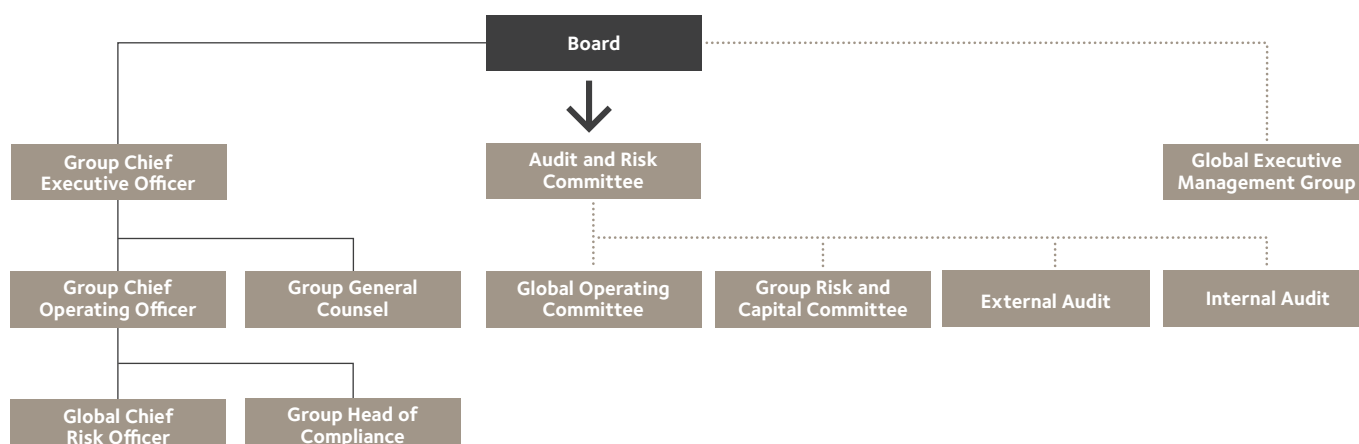 Board
Group Chief
Executive Officer
Audit and Risk
Committee
Global Executive
Management Group
Group Chief
Operating Officer
Group General
Counsel
Global Operating
Committee
Group Risk and
Capital Committee
External Audit
Internal Audit
Global Chief
Risk Officer
Group Head of
Compliance